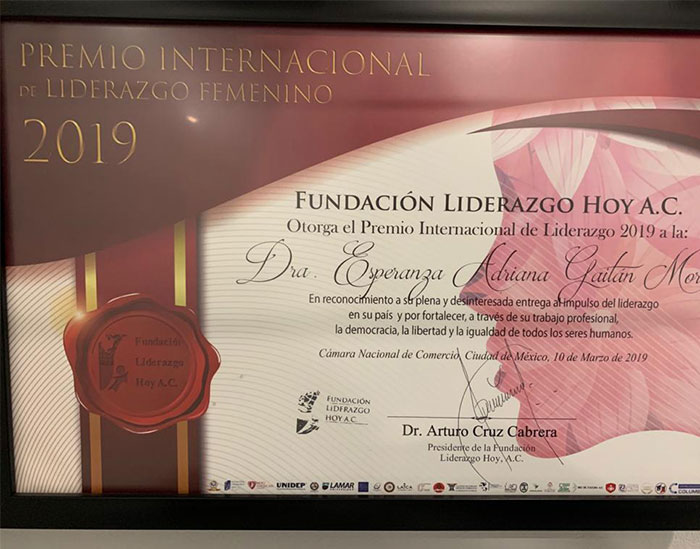 PREMIO INTERNACIONAL
DE LIDERAZGO FEMENINO
2019
FUNDACIÓN LIDERAZGO HOY A.C.
Otorga el Premio Internacional de Liderazgo 2019 a la:
Dra. Esperanza Adriana Gaitán Mor
En reconocimiento a su plena y desinteresada entrega al impulso del liderazgo
en su país y por fortalecer, a través de su trabajo profesional,
la democracia, la libertad y la igualdad de todos los seres humanos.
Cámara Nacional de Comercio, Ciudad de México, 10 de Marzo de 2019
Fundación
Liderazgo
Hoy A.C.
FUNDACIÓN
LIDERAZGO
HOY A.C.
Dr. Arturo Cruz Cabrera
Presidente de la Fundación
Liderazgo Hoy, A.C.
UNIDEP LAMAR